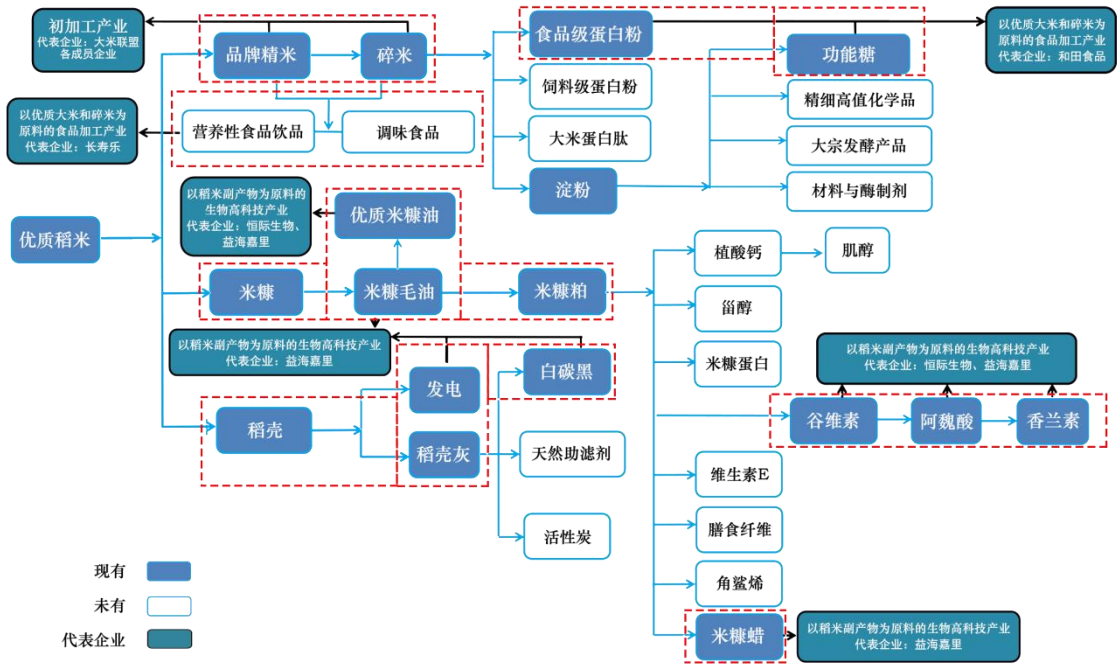 初加工产业
代表企业：大米联盟
各成员企业
品牌精米
碎米
食品级蛋白粉
功能糖
以优质大米和碎米为
原料的食品加工产业
代表企业：和田食品
饲料级蛋白粉
精细高值化学品
以优质大米和碎米为
原料的食品加工产业
代表企业：长寿乐
营养性食品饮品
调味食品
大米蛋白肽
大宗发酵产品
淀粉
材料与酶制剂
以稻米副产物为原料的
生物高科技产业
代表企业：恒际生物、
益海嘉里
优质米糠油
优质稻米
植酸钙
肌醇
米糠
米糠毛油
米糠粕
甾醇
以稻米副产物为原料的生物高科技产业
代表企业：益海嘉里
白碳黑
米糠蛋白
以稻米副产物为原料的生物高科技产业
代表企业：恒际生物、益海嘉里
发电
谷维素
阿魏酸
香兰素
稻壳
稻壳灰
天然助滤剂
维生素E
活性炭
膳食纤维
现有
角鲨烯
未有
代表企业
米糠蜡
以稻米副产物为原料的生物高科技产业
代表企业：益海嘉里